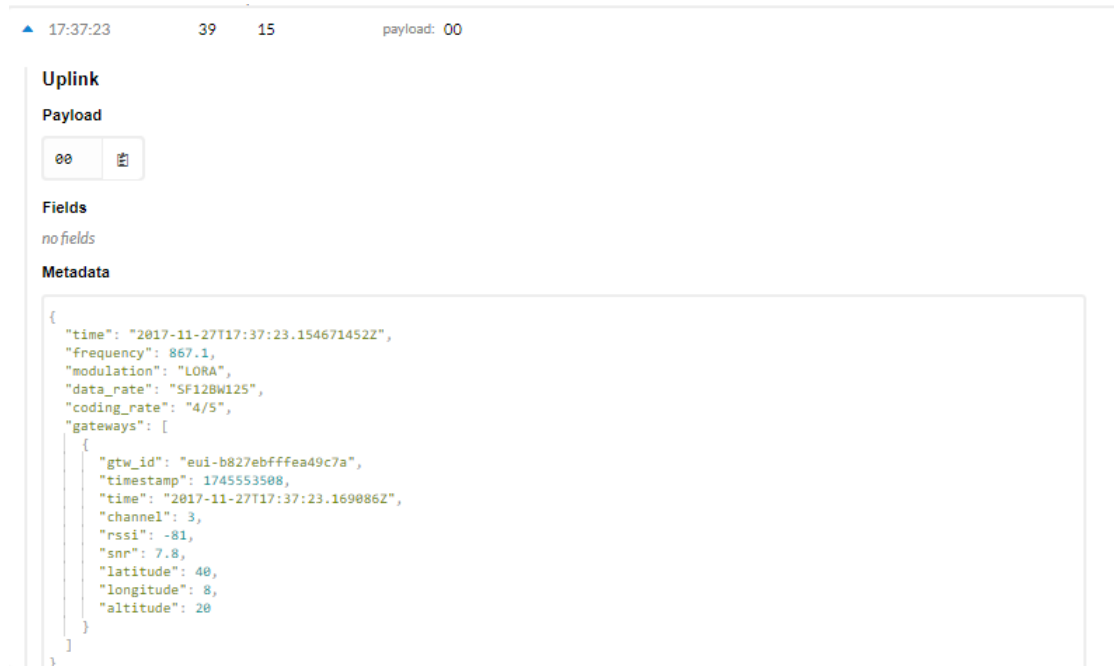 17:37:23 39 15 payload: 00
Uplink
Payload
00
Fields
no fields
Metadata
{
"time": "2017-11-27T17:37:23.154671452Z",
"frequency": 867.1,
"modulation": "LORA",
"data_rate": "SF12BW125",
"coding_rate": "4/5",
"gateways": [
{
"gtw_id": "eui-b827ebfffea49c7a",
"timestamp": 1745553508,
"time": "2017-11-27T17:37:23.169086Z",
"channel": 3,
"rssi": -81,
"snr": 7.8,
"latitude": 40,
"longitude": 8,
"altitude": 20
}
]
}